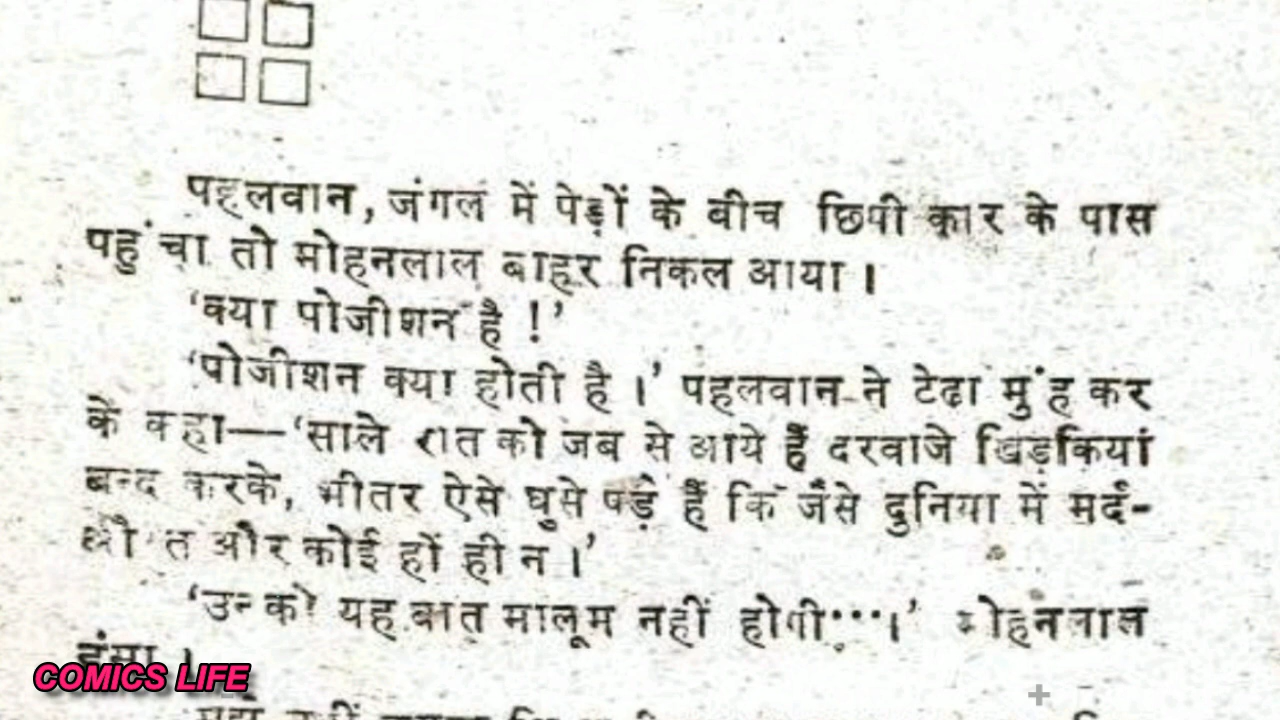 पहलवान, जंगल में पेड़ों के बीच छिपी कार के पास
पहुंचा तो मोहनलाल बाहर निकल आया ।
‘क्या पोजीशन है !’
‘पोजीशन क्या होती है ।’ पहलवान ने टेढा मुंह कर
के कहा—‘साले रात को जब से आये हैं दरवाजे खिड़कियां
बन्द करके, भीतर ऐसे घुसे पड़े हैं कि जैसे दुनिया में मर्द-
औरत और कोई हों ही न ।’
‘उनको यह बात मालूम नहीं होगी···।’ मोहनलाल
हंसा ।
COMICS LIFE